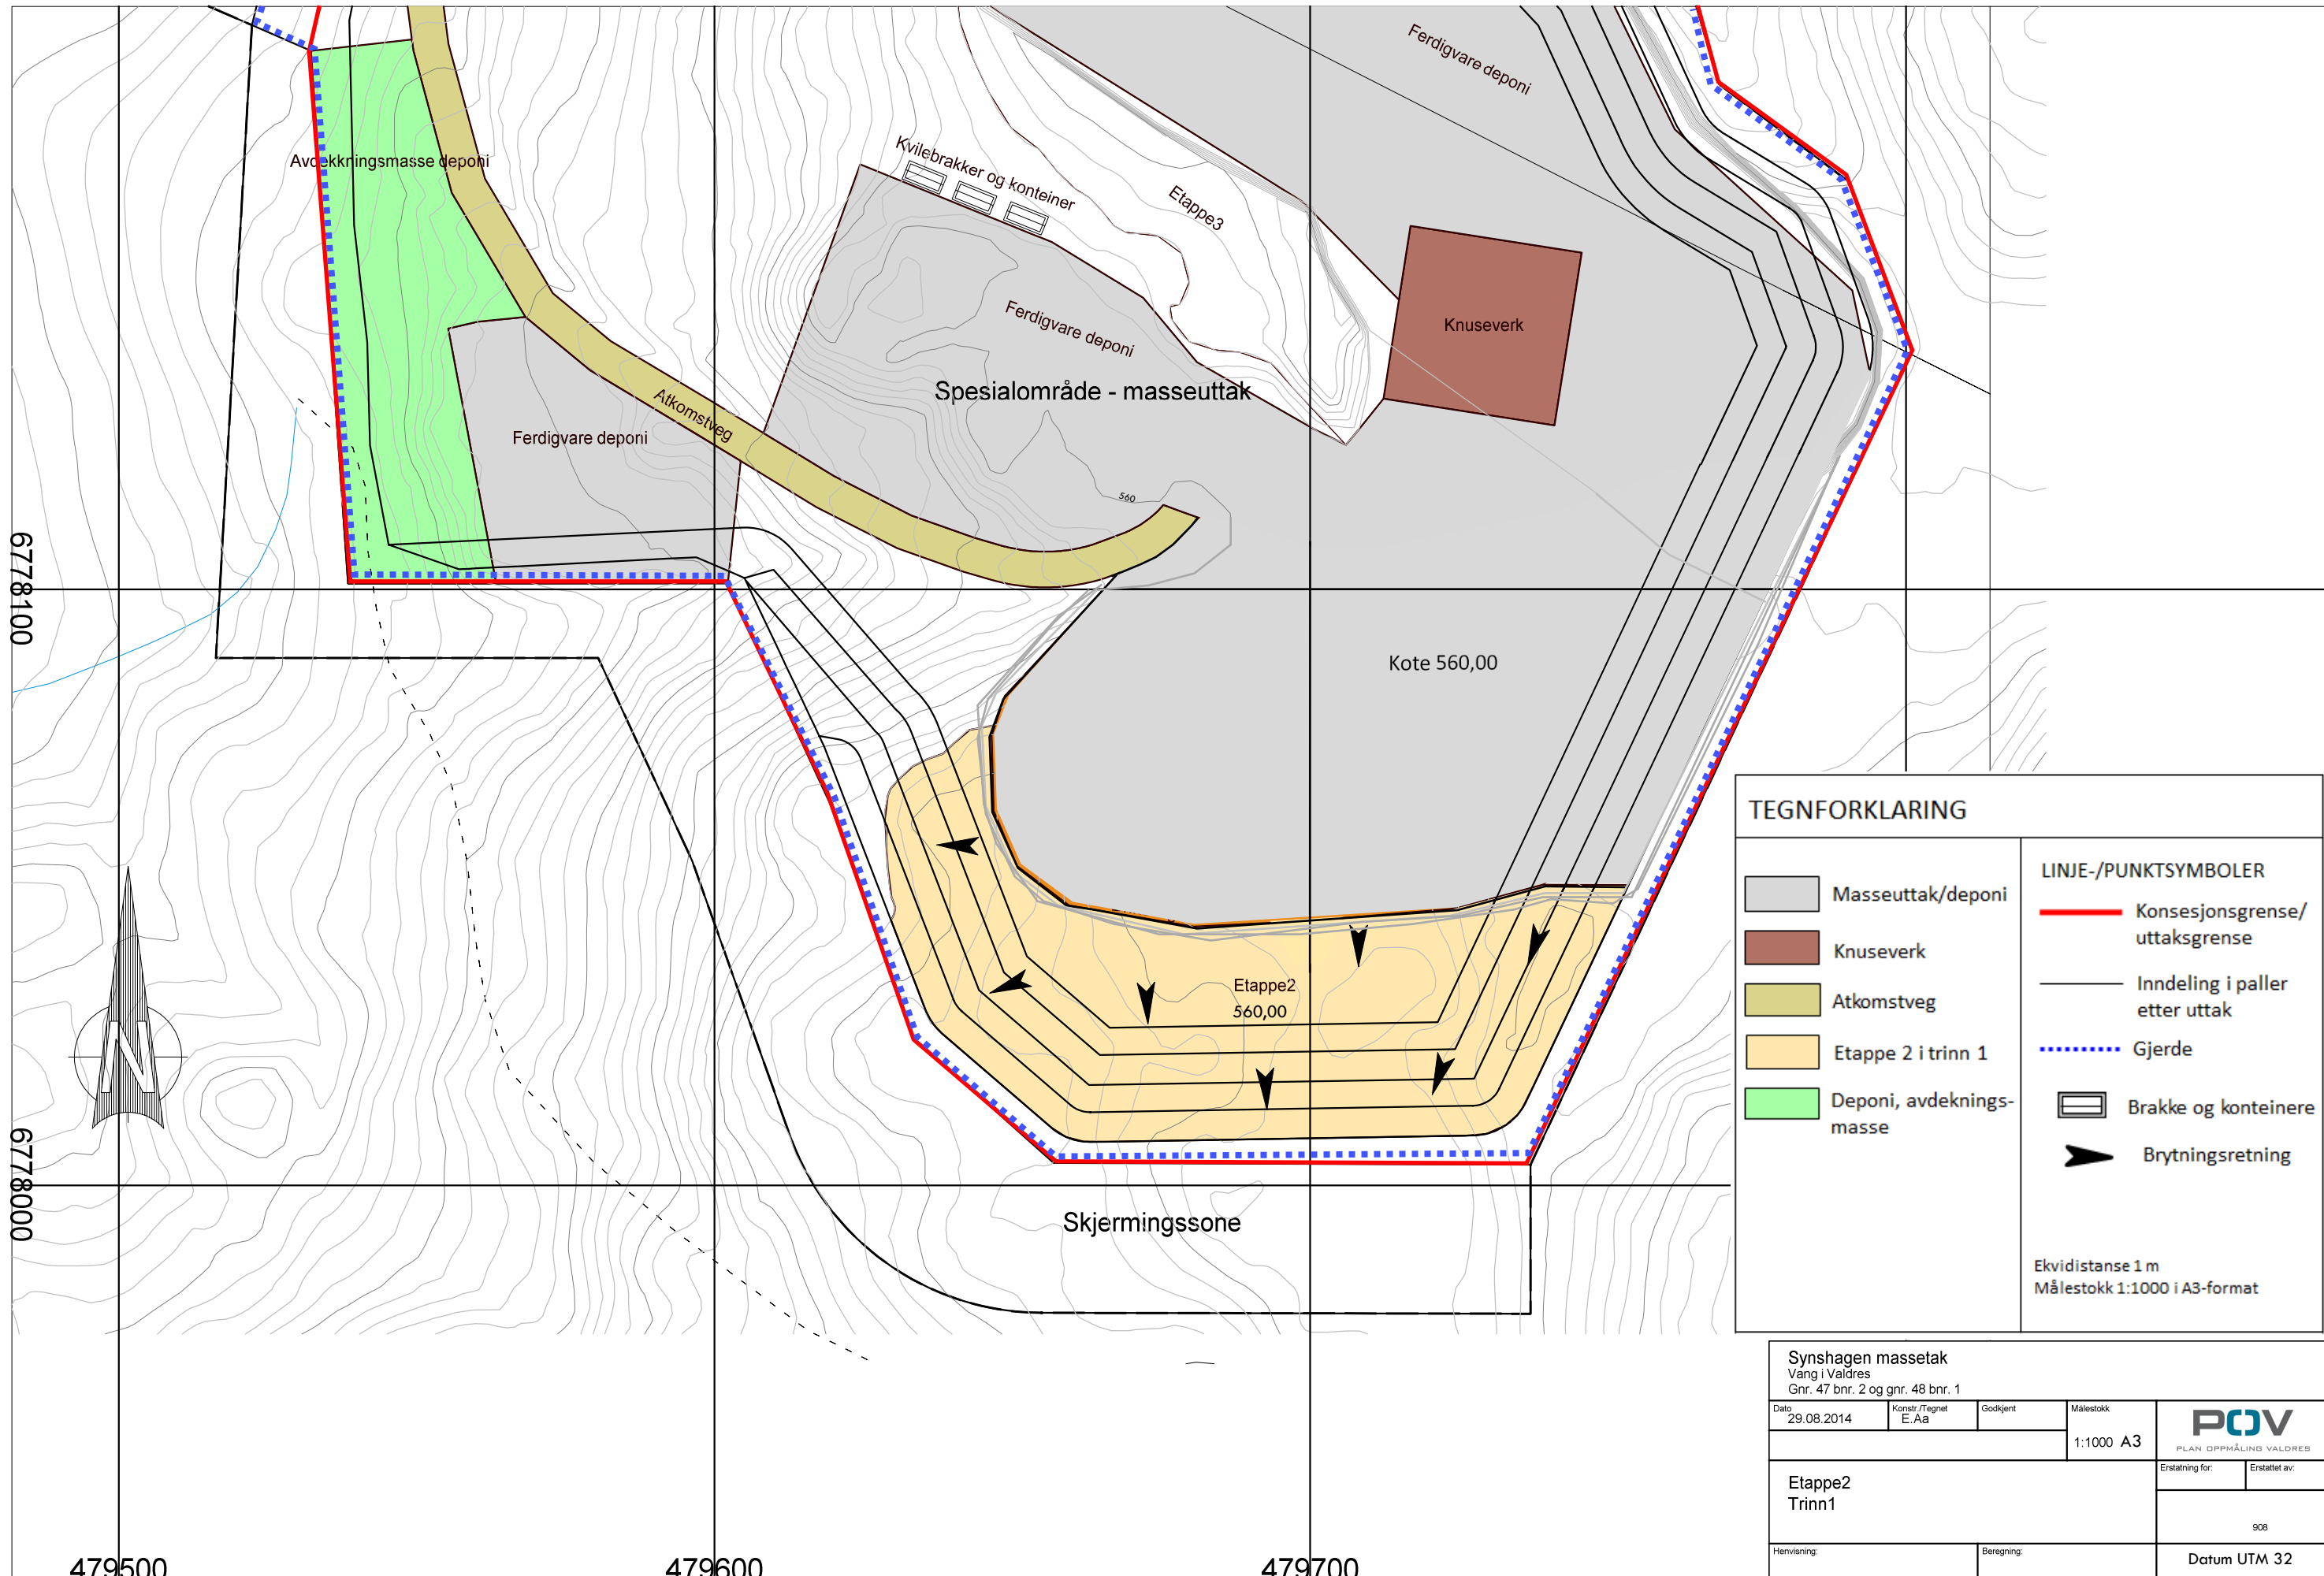 Ferdigvare deponi
Avdekkningsmasse deponi
Kvilebrakker og konteiner
Etappe3
Ferdigvare deponi
Knuseverk
Spesialområde - masseuttak
Atkomstveg
Ferdigvare deponi
560
6778100
Kote 560,00
Etappe2
560,00
N
6778000
Skjermingssone
479500
479600
479700
TEGNFORKLARING
Masseuttak/deponi
Knuseverk
Atkomstveg
Etappe 2 i trinn 1
Deponi, avdeknings-
masse
LINJE-/PUNKTSYMBOLER
Konsesjonsgrense/
uttaksgrense
Inndeling i paller
etter uttak
Gjerde
Brakke og konteinere
Brytningsretning
Ekvidistanse 1 m
Målestokk 1:1000 i A3-format
Synshagen massetak
Vang i Valdres
Gnr. 47 bnr. 2 og gnr. 48 bnr. 1
Dato
29.08.2014
Konstr./Tegnet
E.Aa
Godkjent
Målestokk
1:1000 A3
POV
PLAN OPPMÅLING VALDRES
Etappe2
Trinn1
Erstatning for:
Erstattet av:
908
Henvisning:
Beregning:
Datum UTM 32